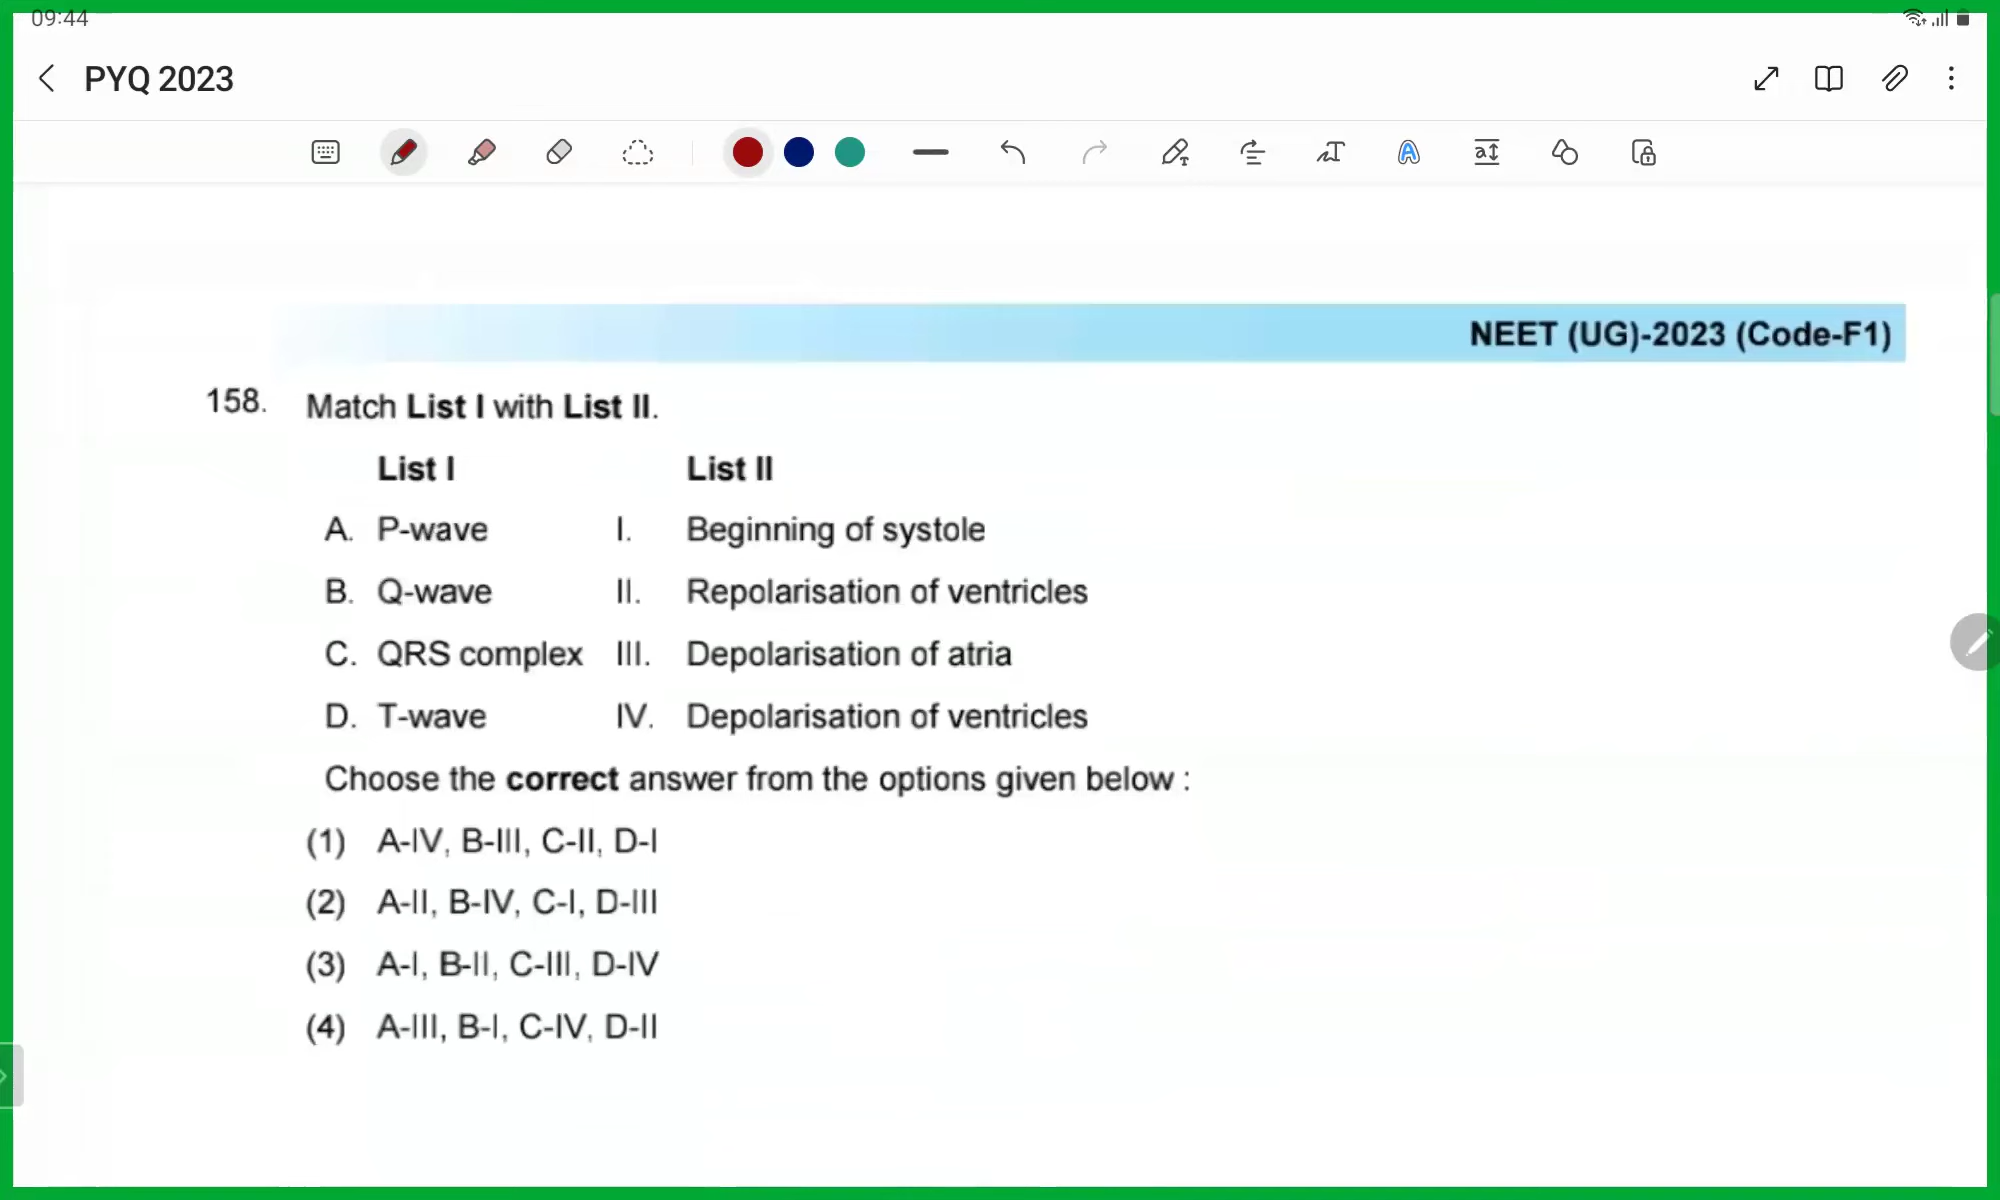 09:44
PYQ 2023
NEET (UG)-2023 (Code-F1)
158. Match List I with List II.
List I List II
A. P-wave I. Beginning of systole
B. Q-wave II. Repolarisation of ventricles
C. QRS complex III. Depolarisation of atria
D. T-wave IV. Depolarisation of ventricles
Choose the correct answer from the options given below :
(1) A-IV, B-III, C-II, D-I
(2) A-II, B-IV, C-I, D-III
(3) A-I, B-II, C-III, D-IV
(4) A-III, B-I, C-IV, D-II